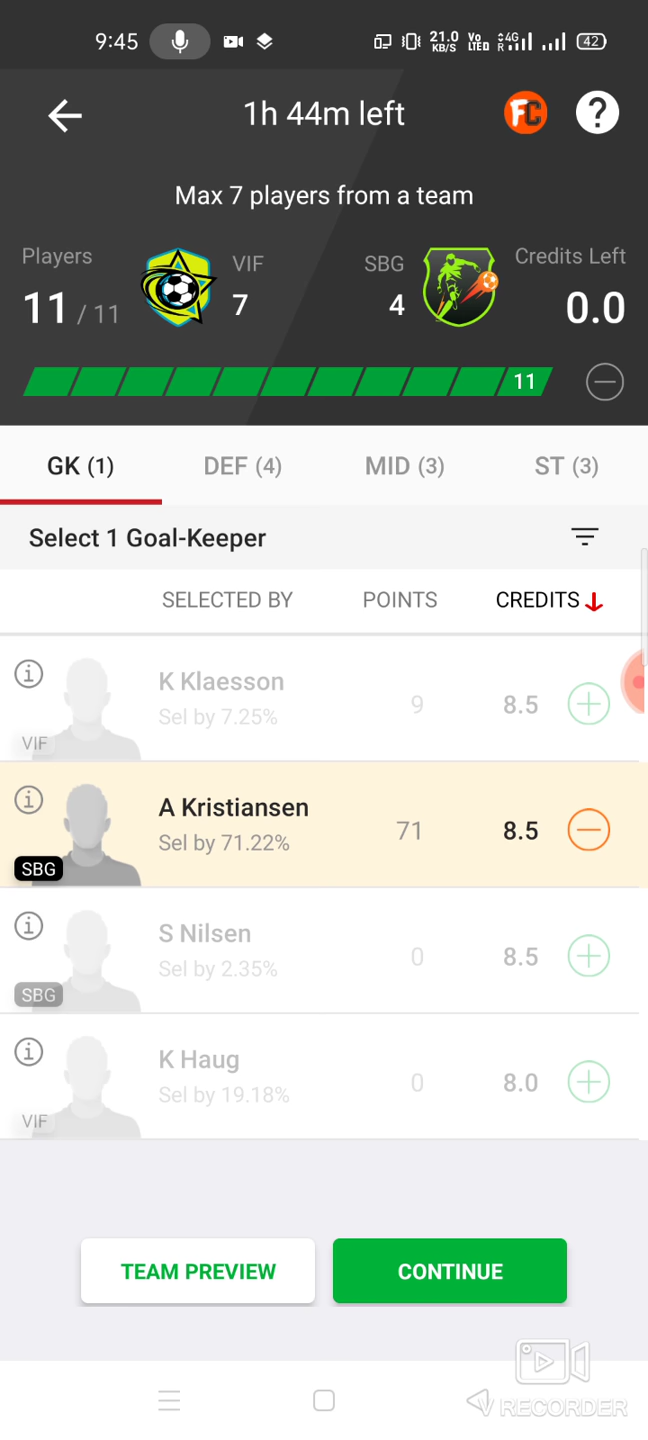 9:45 21.0 KB/S Vo LTED 4G R 42
1h 44m left FC ?
Max 7 players from a team
Players VIF SBG Credits Left
11 / 11 7 4 0.0
11
GK (1) DEF (4) MID (3) ST (3)
Select 1 Goal-Keeper
SELECTED BY POINTS CREDITS
K Klaesson
Sel by 7.25% 9 8.5
VIF
A Kristiansen
Sel by 71.22% 71 8.5
SBG
S Nilsen
Sel by 2.35% 0 8.5
SBG
K Haug
Sel by 19.18% 0 8.0
VIF
TEAM PREVIEW CONTINUE
RECORDER